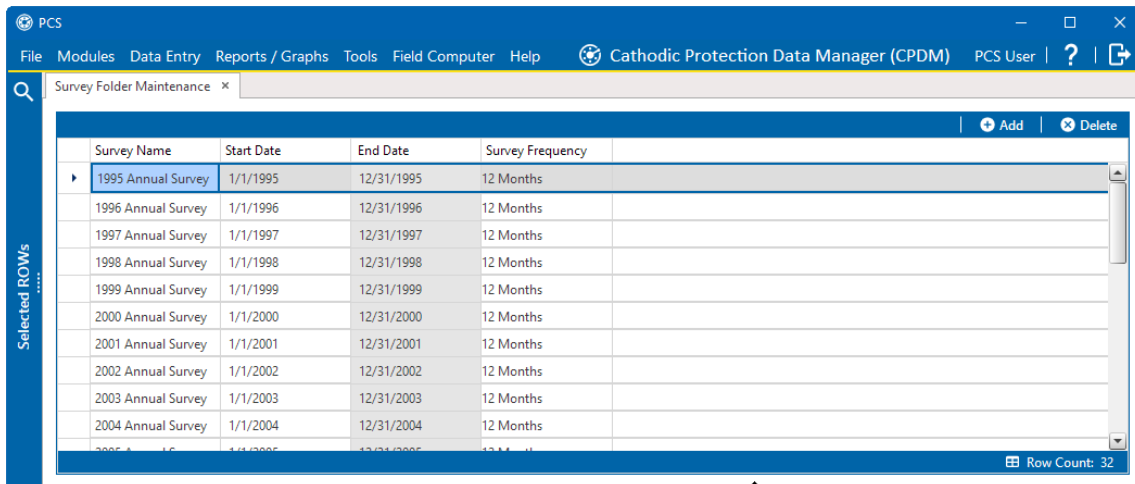 PCS
File Modules Data Entry Reports / Graphs Tools Field Computer Help Cathodic Protection Data Manager (CPDM) PCS User | ? |
Survey Folder Maintenance ×
Add | Delete
Survey Name Start Date End Date Survey Frequency
1995 Annual Survey 1/1/1995 12/31/1995 12 Months
1996 Annual Survey 1/1/1996 12/31/1996 12 Months
1997 Annual Survey 1/1/1997 12/31/1997 12 Months
1998 Annual Survey 1/1/1998 12/31/1998 12 Months
1999 Annual Survey 1/1/1999 12/31/1999 12 Months
2000 Annual Survey 1/1/2000 12/31/2000 12 Months
2001 Annual Survey 1/1/2001 12/31/2001 12 Months
2002 Annual Survey 1/1/2002 12/31/2002 12 Months
2003 Annual Survey 1/1/2003 12/31/2003 12 Months
2004 Annual Survey 1/1/2004 12/31/2004 12 Months
Selected ROWs
Row Count: 32